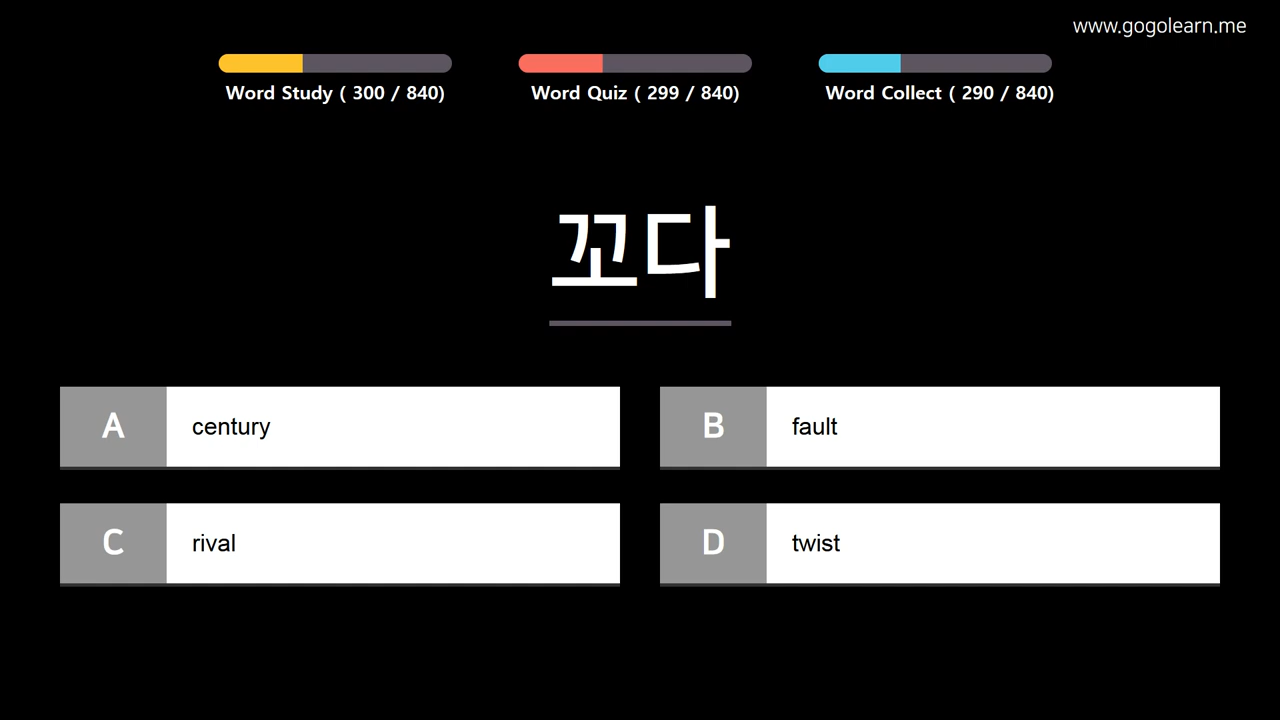 www.gogolearn.me
Word Study ( 300 / 840)
Word Quiz ( 299 / 840)
Word Collect ( 290 / 840)
꼬다
A century
B fault
C rival
D twist